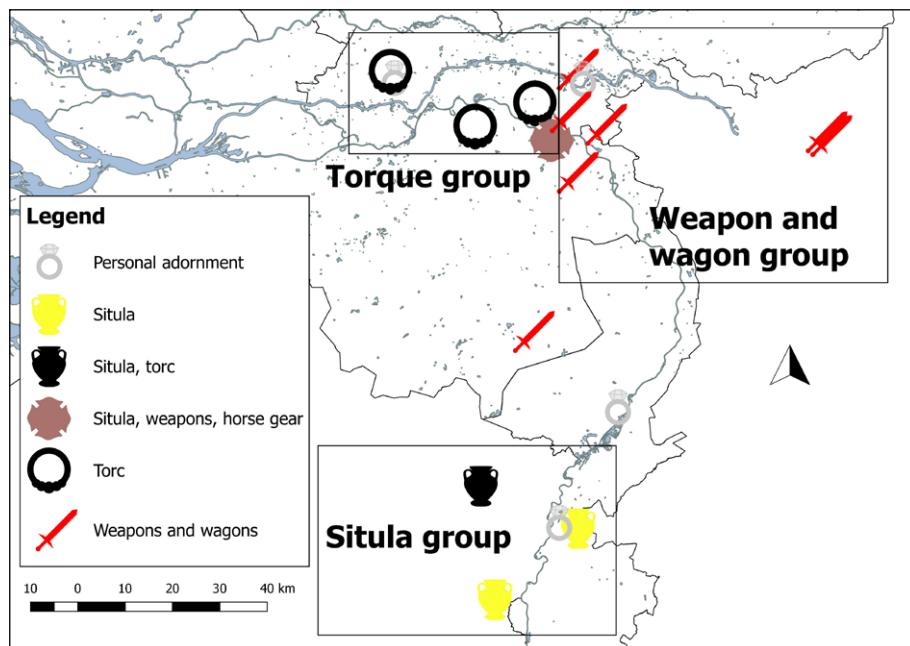 Torque group
Weapon and
wagon group
Legend
Personal adornment
Situla
Situla, torc
Situla, weapons, horse gear
Torc
Weapons and wagons
Situla group
10 0 10 20 30 40 km